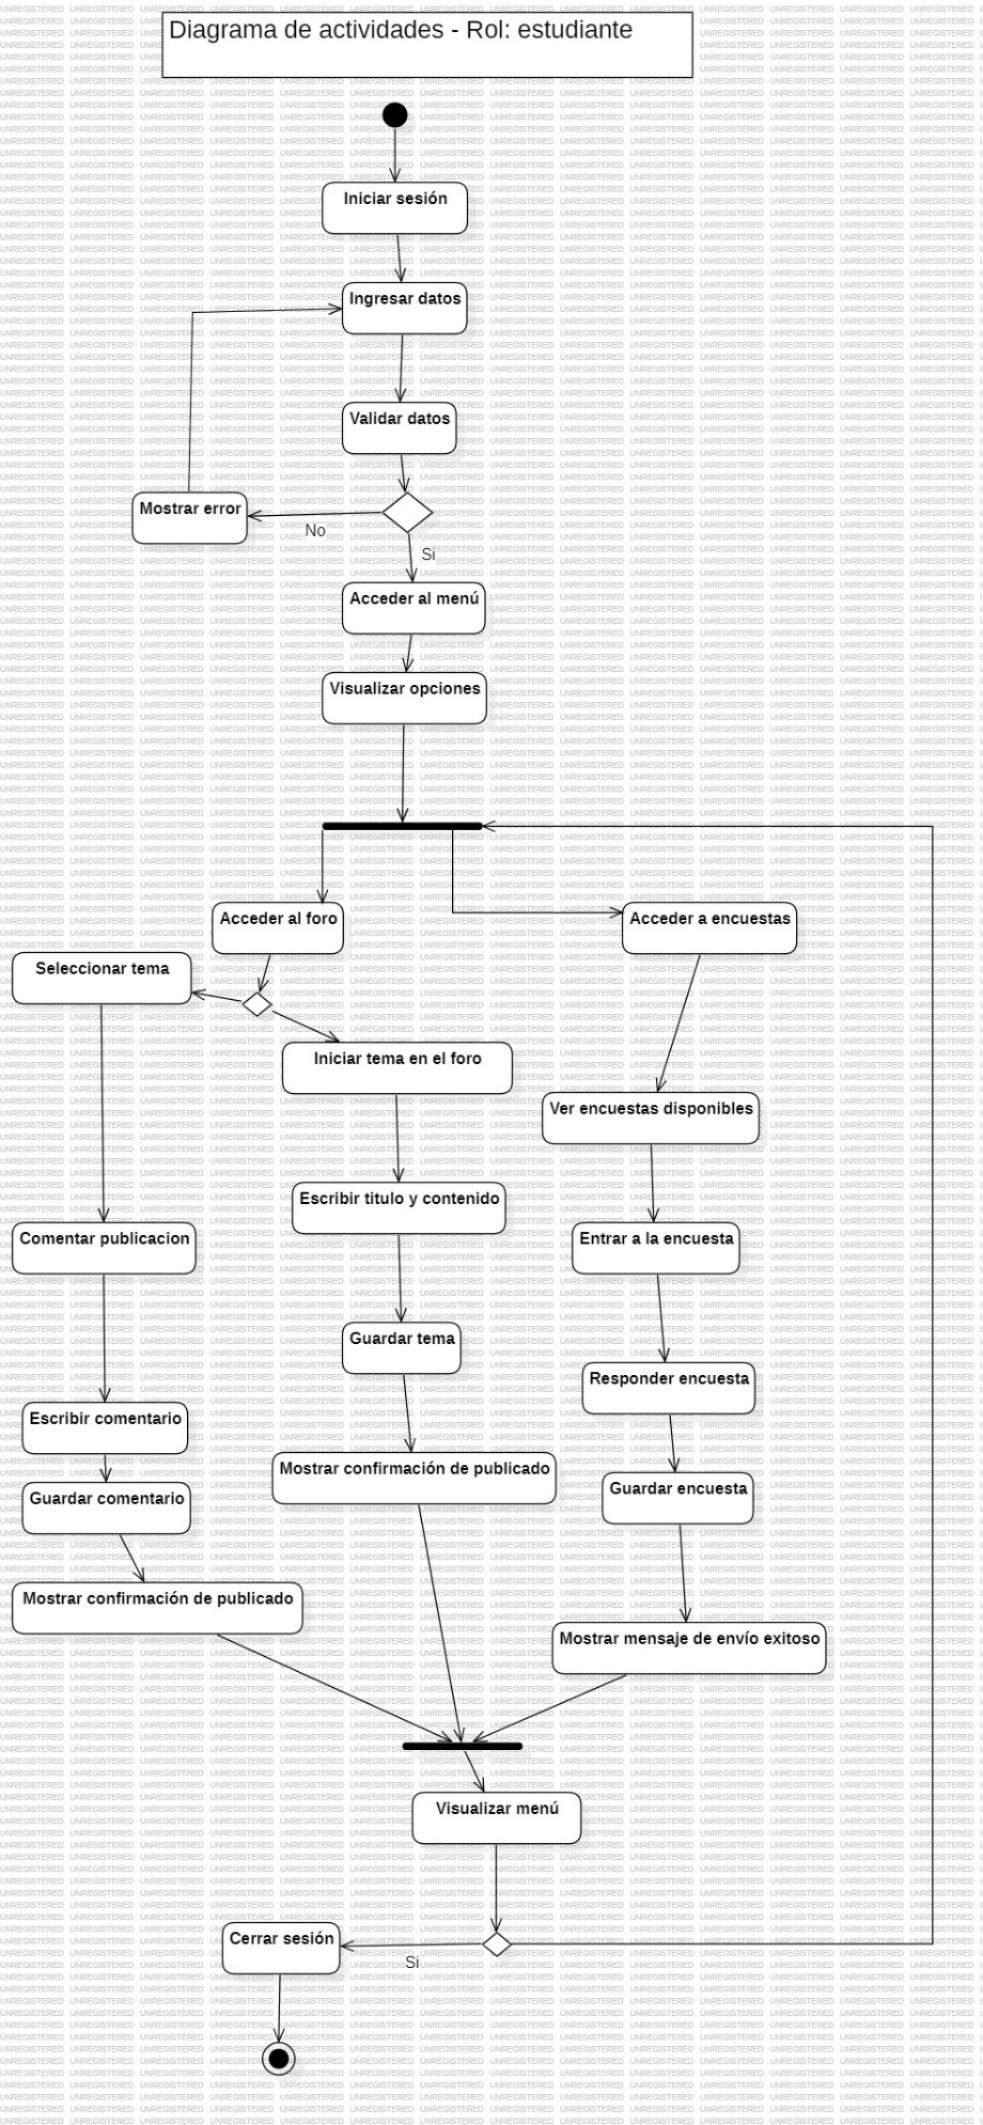 Diagrama de actividades - Rol: estudiante
Iniciar sesión
Ingresar datos
Validar datos
Mostrar error
No
Si
Acceder al menú
Visualizar opciones
Acceder al foro
Acceder a encuestas
Seleccionar tema
Iniciar tema en el foro
Ver encuestas disponibles
Escribir titulo y contenido
Comentar publicacion
Entrar a la encuesta
Guardar tema
Responder encuesta
Escribir comentario
Mostrar confirmación de publicado
Guardar comentario
Guardar encuesta
Mostrar confirmación de publicado
Mostrar mensaje de envío exitoso
Visualizar menú
Cerrar sesión
Si
UNREGISTERED